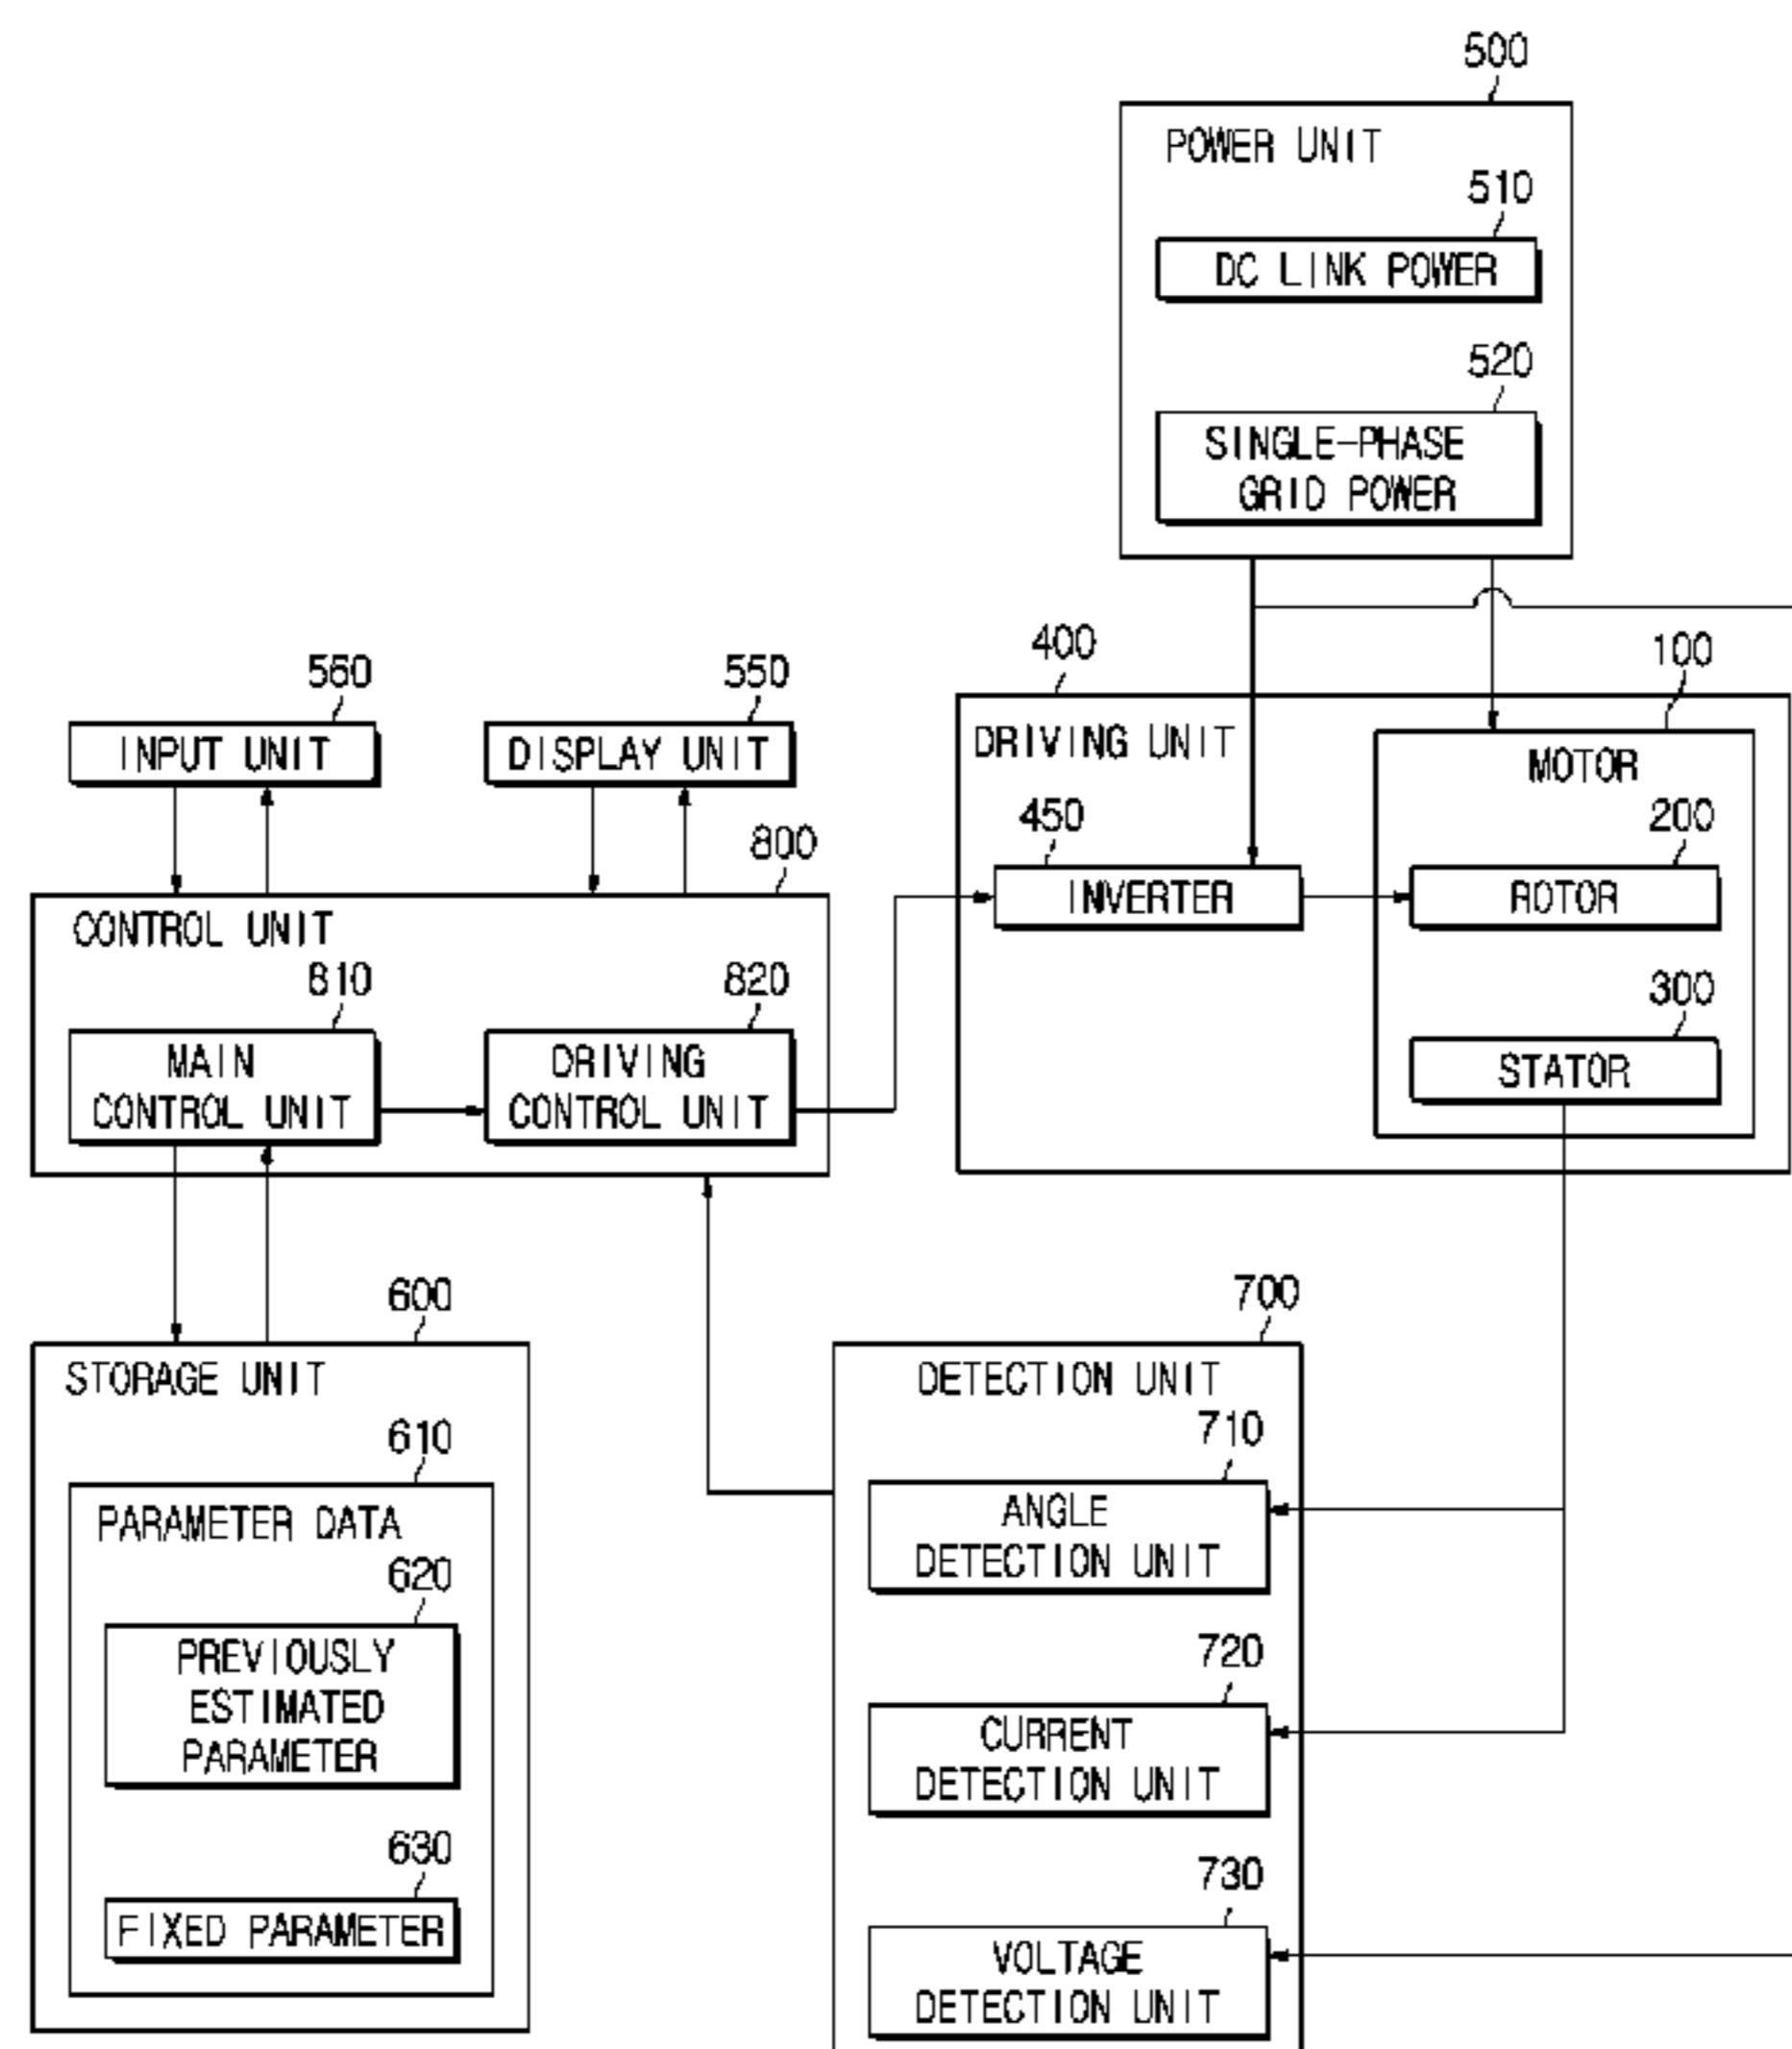 500
POWER UNIT
510
DC LINK POWER
520
SINGLE-PHASE
GRID POWER
400
100
DRIVING UNIT
MOTOR
450
INVERTER
200
ROTOR
300
STATOR
560
INPUT UNIT
550
DISPLAY UNIT
800
CONTROL UNIT
810
MAIN
CONTROL UNIT
820
DRIVING
CONTROL UNIT
600
STORAGE UNIT
610
PARAMETER DATA
620
PREVIOUSLY
ESTIMATED
PARAMETER
630
FIXED PARAMETER
700
DETECTION UNIT
710
ANGLE
DETECTION UNIT
720
CURRENT
DETECTION UNIT
730
VOLTAGE
DETECTION UNIT